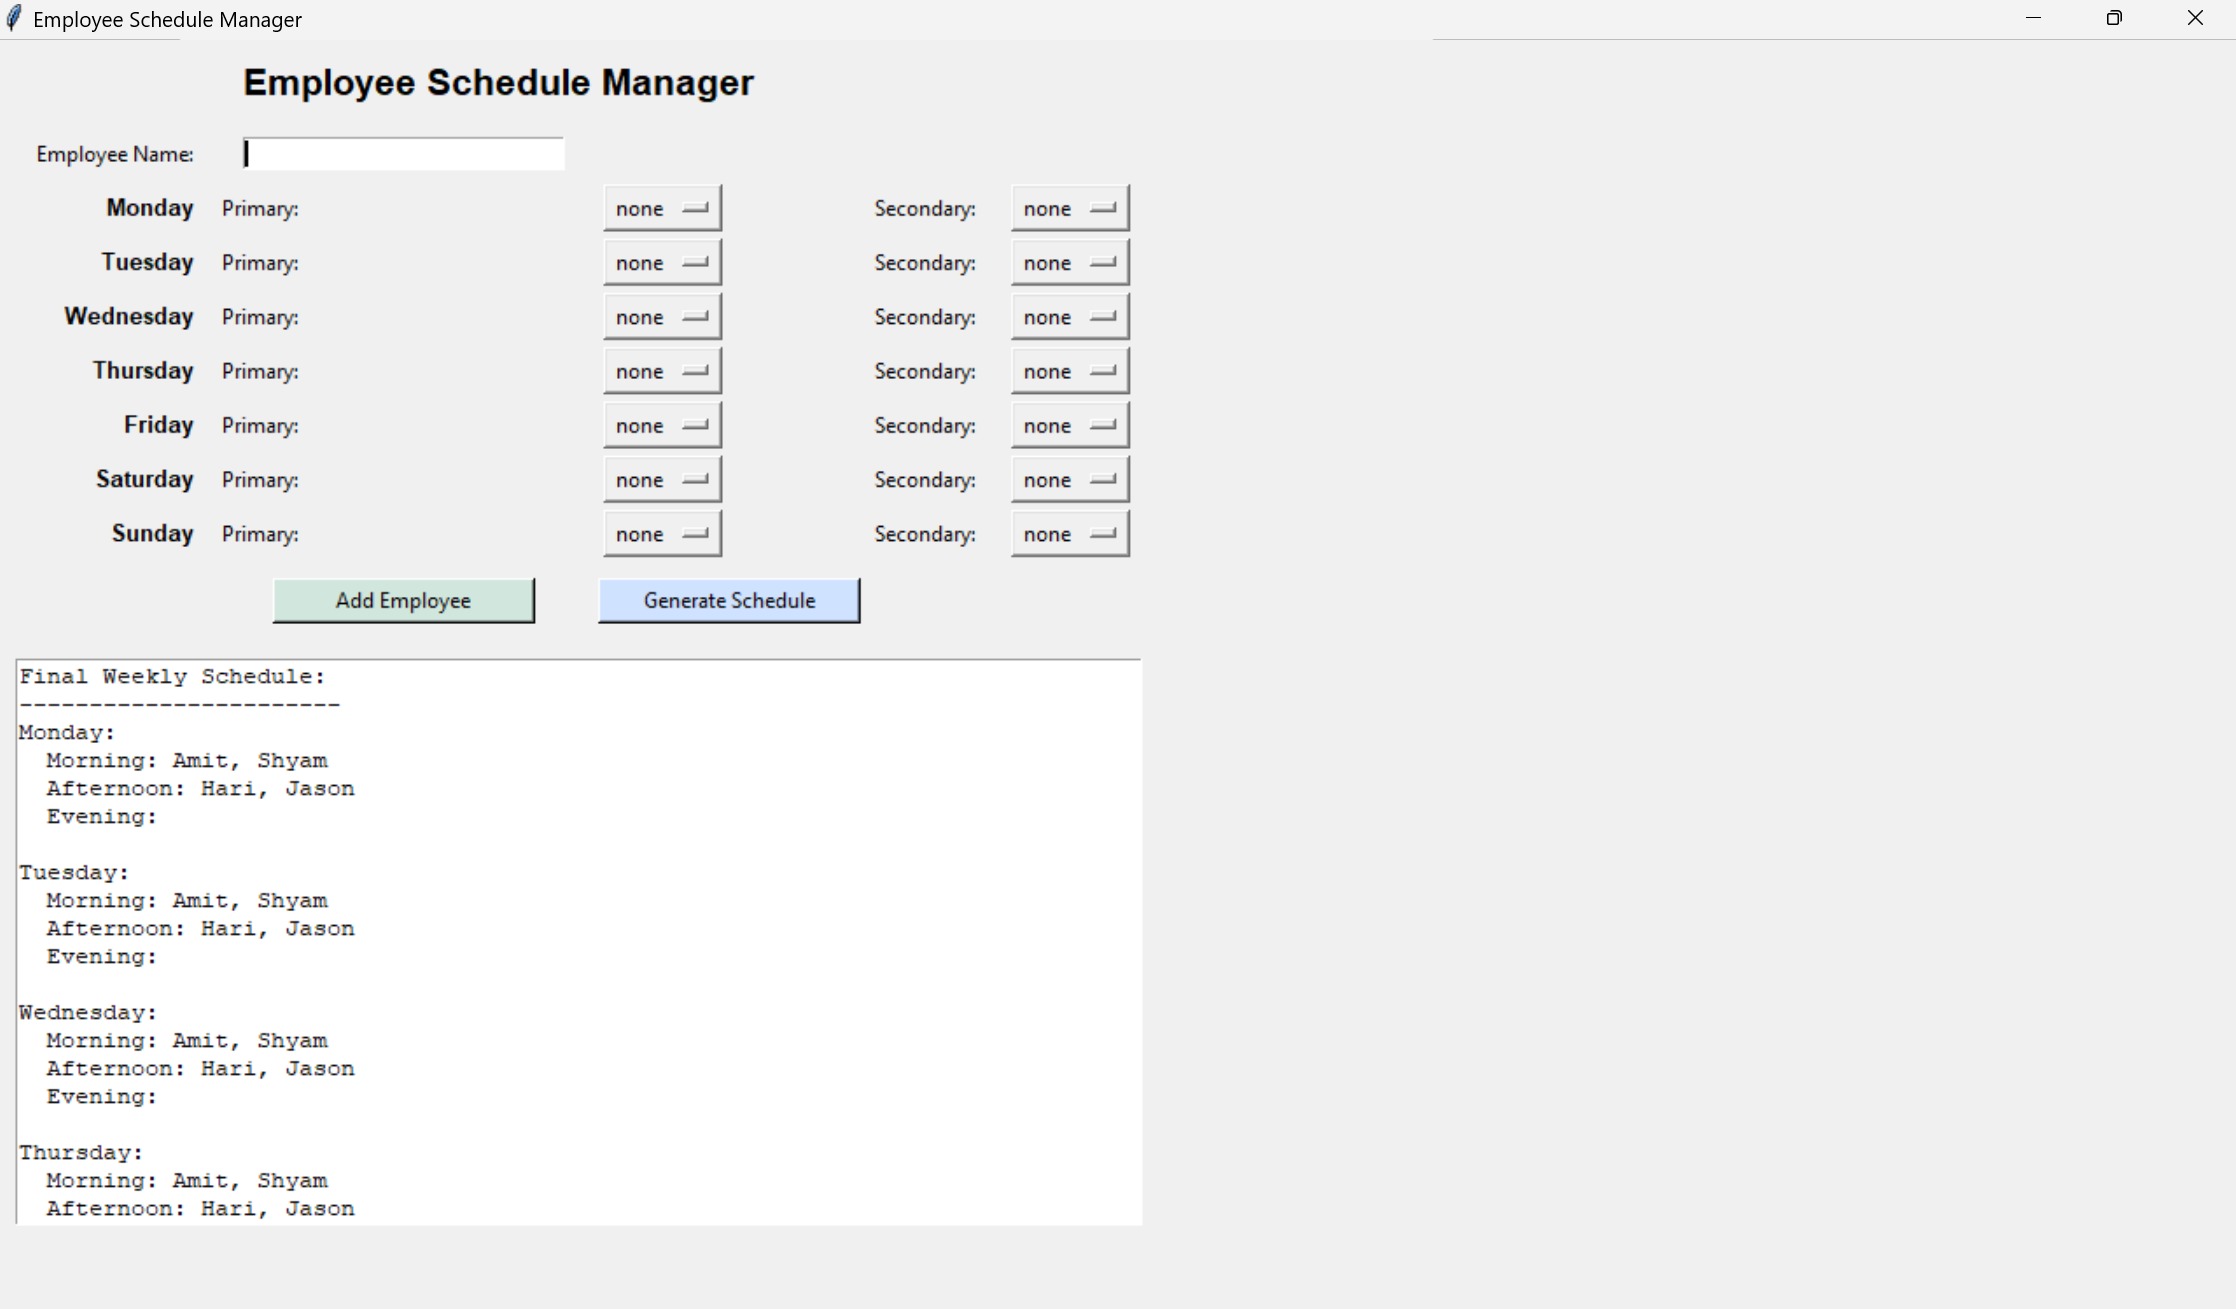 Employee Schedule Manager
Employee Schedule Manager
Employee Name:
Monday Primary: none Secondary: none
Tuesday Primary: none Secondary: none
Wednesday Primary: none Secondary: none
Thursday Primary: none Secondary: none
Friday Primary: none Secondary: none
Saturday Primary: none Secondary: none
Sunday Primary: none Secondary: none
Add Employee Generate Schedule
Final Weekly Schedule:
-----------------------
Monday:
  Morning: Amit, Shyam
  Afternoon: Hari, Jason
  Evening:
Tuesday:
  Morning: Amit, Shyam
  Afternoon: Hari, Jason
  Evening:
Wednesday:
  Morning: Amit, Shyam
  Afternoon: Hari, Jason
  Evening:
Thursday:
  Morning: Amit, Shyam
  Afternoon: Hari, Jason